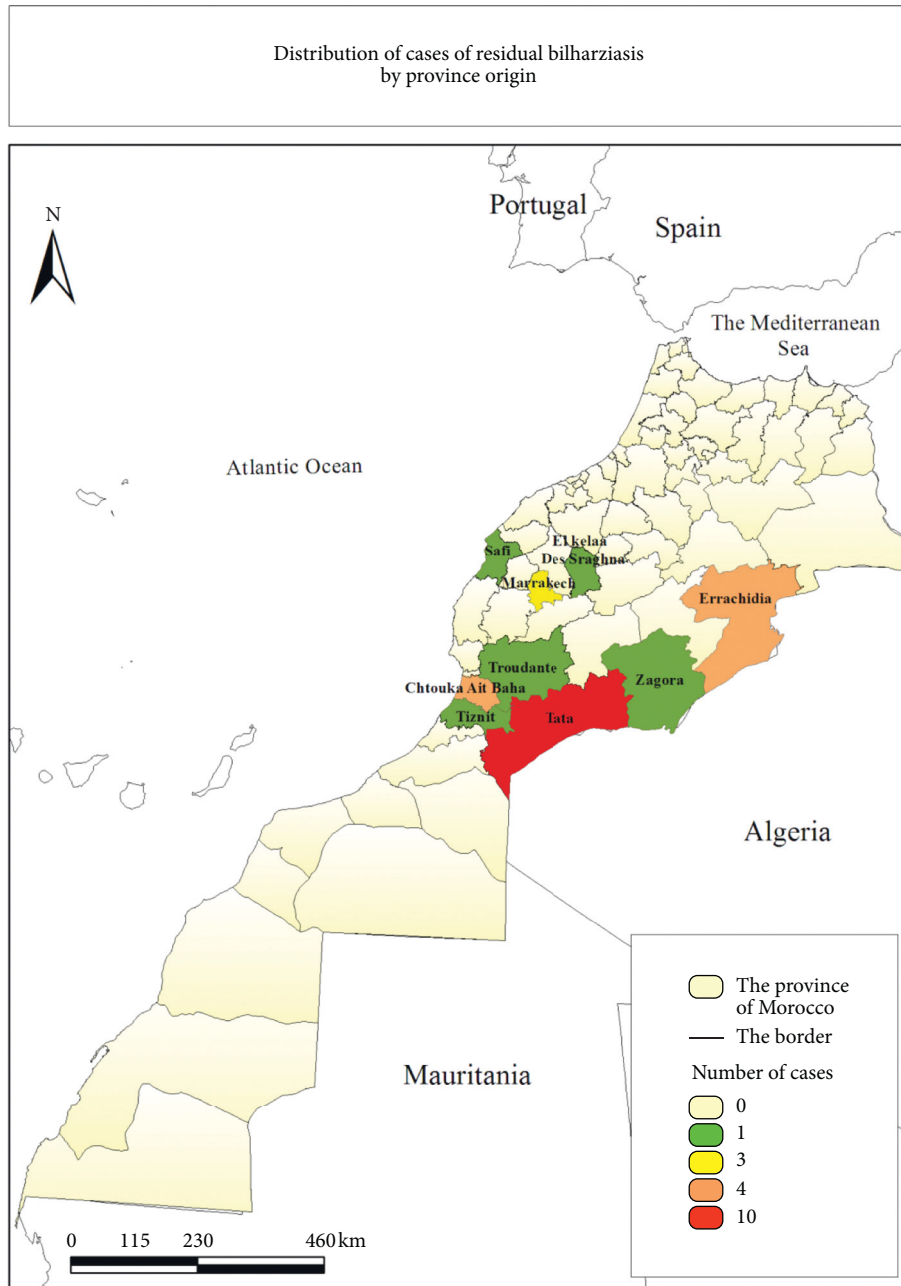 Distribution of cases of residual bilharziasis
by province origin
N
Portugal
Spain
The Mediterranean
Sea
Atlantic Ocean
Safi
El kelaa
Des Sraghna
Marrakech
Errachidia
Troudante
Zagora
Chtouka Ait Baha
Tiznit
Tata
Algeria
Mauritania
The province
of Morocco
The border
Number of cases
0
1
3
4
10
0 115 230 460 km